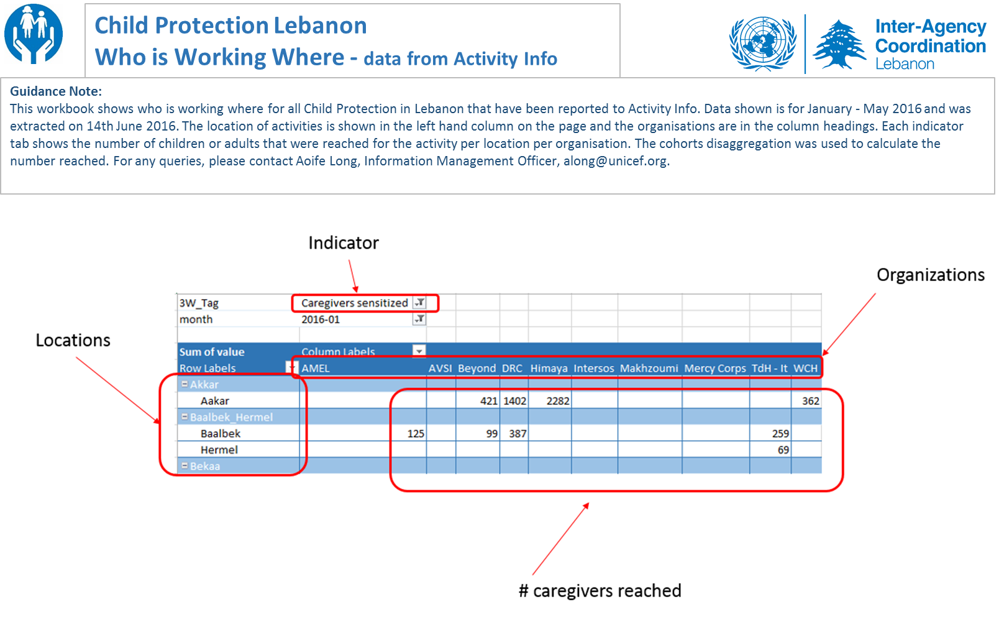 Child Protection Lebanon
Who is Working Where - data from Activity Info
Inter-Agency
Coordination
Lebanon
Guidance Note:
This workbook shows who is working where for all Child Protection in Lebanon that have been reported to Activity Info. Data shown is for January - May 2016 and was
extracted on 14th June 2016. The location of activities is shown in the left hand column on the page and the organisations are in the column headings. Each indicator
tab shows the number of children or adults that were reached for the activity per location per organisation. The cohorts disaggregation was used to calculate the
number reached. For any queries, please contact Aoife Long, Information Management Officer, along@unicef.org.
Indicator
Organizations
Locations
3W_Tag Caregivers sensitized
month 2016-01
Sum of value Column Labels
Row Labels AMEL AVSI Beyond DRC Himaya Intersos Makhzoumi Mercy Corps TdH - It WCH
Akkar
Aakar 421 1402 2282 362
Baalbek_Hermel
Baalbek 125 99 387 259
Hermel 69
Bekaa
# caregivers reached